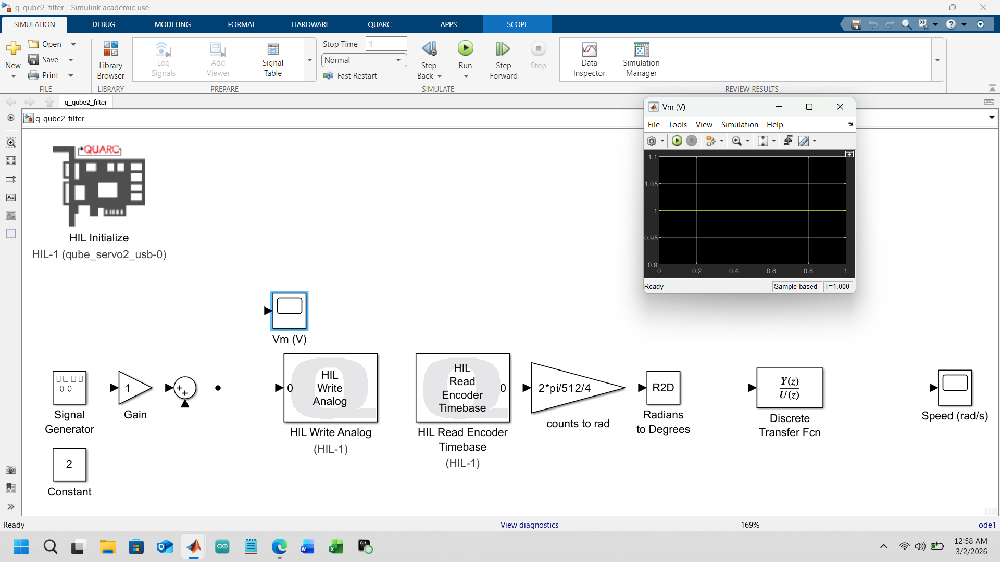 q_qube2_filter - Simulink academic use
SIMULATION
DEBUG
MODELING
FORMAT
HARDWARE
QUARC
APPS
SCOPE
New
Open
Save
Print
FILE
Library
Browser
LIBRARY
Log
Signals
Add
Viewer
Signal
Table
PREPARE
Stop Time
1
Normal
Fast Restart
Step
Back
Run
Step
Forward
Stop
SIMULATE
Data
Inspector
Simulation
Manager
REVIEW RESULTS
q_qube2_filter
q_qube2_filter
Vm (V)
File
Tools
View
Simulation
Help
1.1
1.05
1
0.95
0.9
0
0.2
0.4
0.6
0.8
1
Ready
Sample based
T=1.000
QUARC
HIL Initialize
HIL-1 (qube_servo2_usb-0)
Vm (V)
Signal
Generator
1
Gain
2
Constant
0
HIL
Write
Analog
HIL Write Analog
(HIL-1)
HIL
Read
Encoder
Timebase
0
HIL Read Encoder
Timebase
(HIL-1)
2*pi/512/4
counts to rad
R2D
Radians
to Degrees
Y(z)
U(z)
Discrete
Transfer Fcn
Speed (rad/s)
Ready
View diagnostics
169%
ode1
12:58 AM
3/2/2026